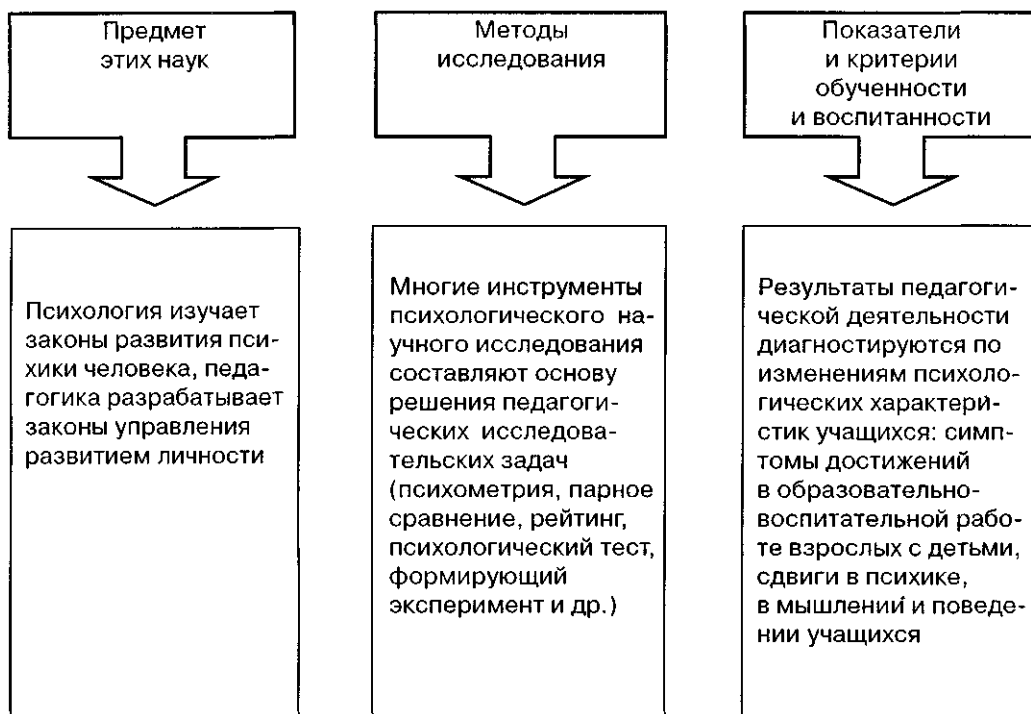 Предмет
этих наук
Методы
исследования
Показатели
и критерии
обученности
и воспитанности
Психология изучает
законы развития пси-
хики человека, педа-
гогика разрабатывает
законы управления
развитием личности
Многие инструменты
психологического на-
учного исследования
составляют основу
решения педагоги-
ческих исследова-
тельских задач
(психометрия, парное
сравнение, рейтинг,
психологический тест,
формирующий
эксперимент и др.)
Результаты педагоги-
ческой деятельности
диагностируются по
изменениям психоло-
гических характери-
стик учащихся: симп-
томы достижений
в образовательно-
воспитательной рабо-
те взрослых с детьми,
сдвиги в психике,
в мышлении и поведе-
нии учащихся